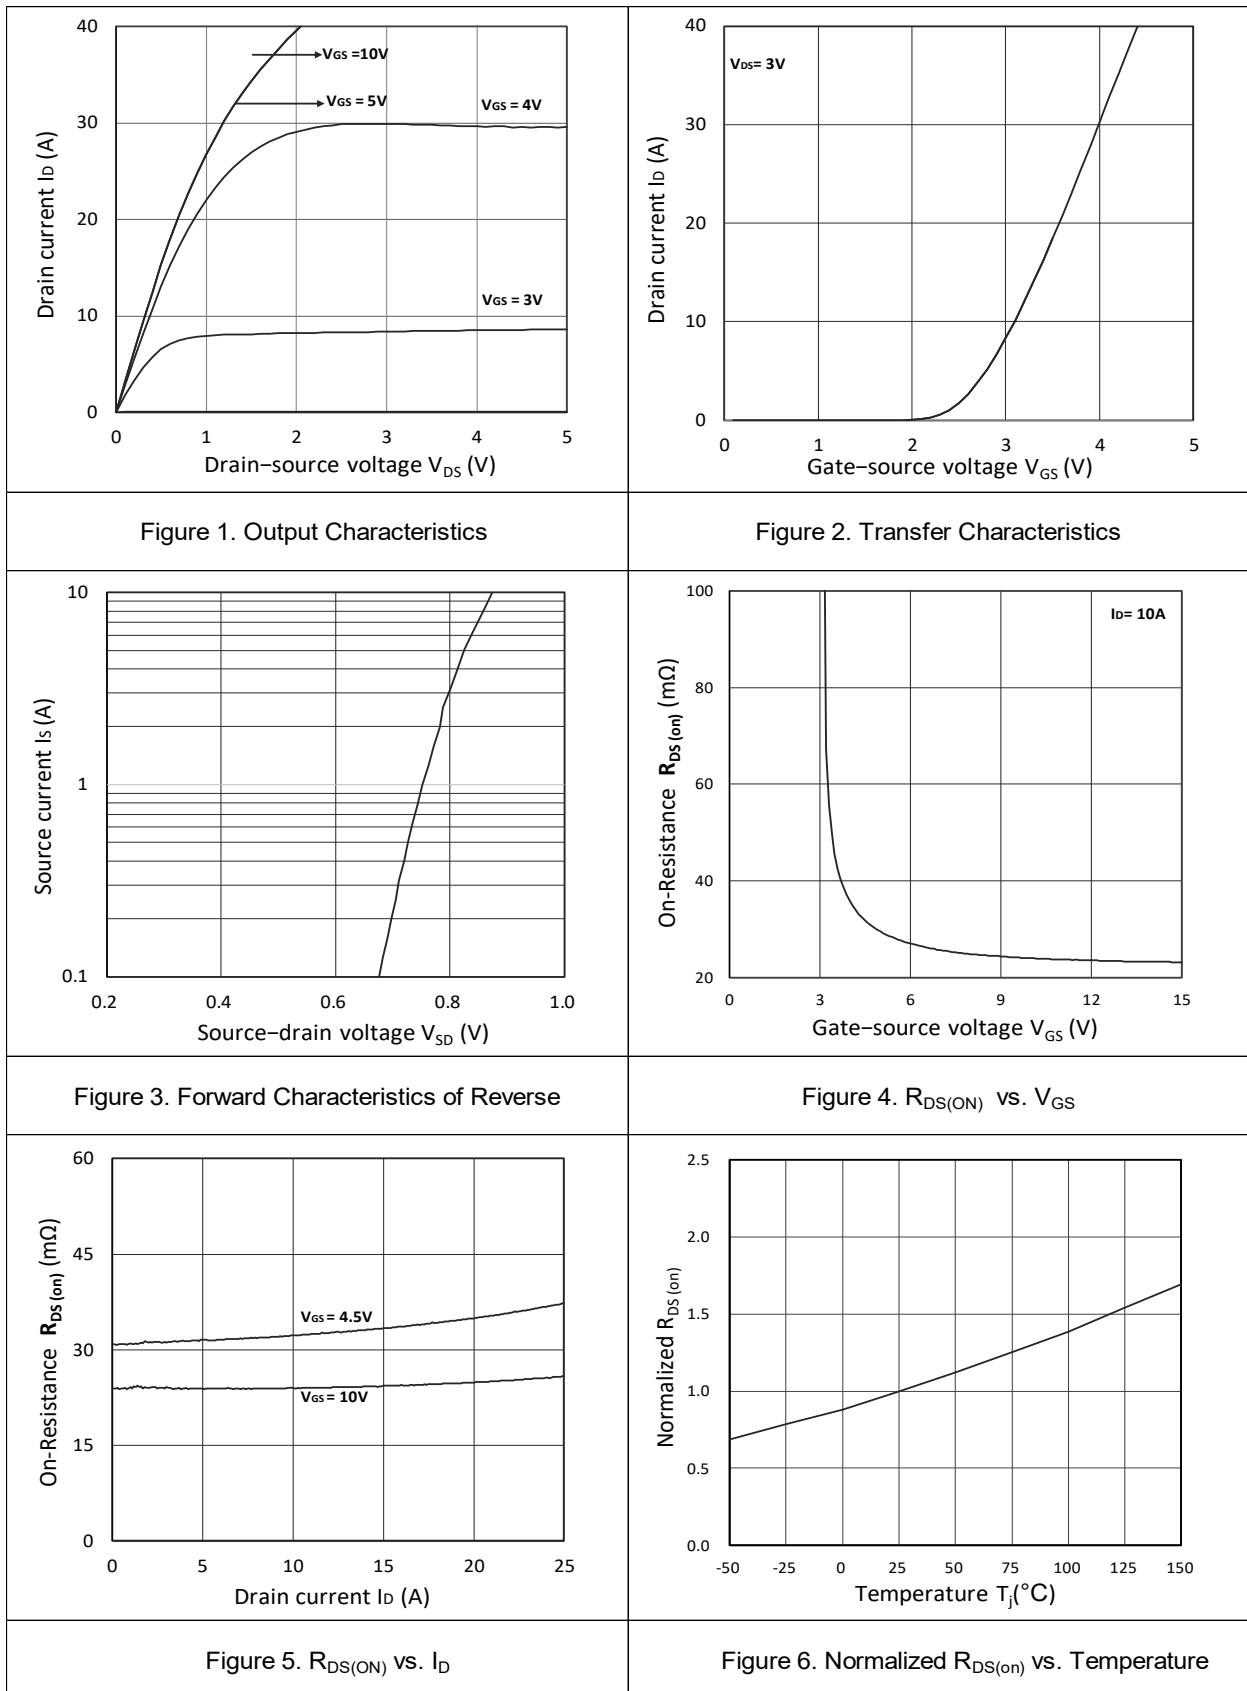 40
30
20
10
0
Drain current ID (A)
VGS =10V
VGS = 5V
VGS = 4V
VGS = 3V
0 1 2 3 4 5
Drain−source voltage VDS (V)
Figure 1. Output Characteristics
40
30
20
10
0
Drain current ID (A)
VDS= 3V
0 1 2 3 4 5
Gate−source voltage VGS (V)
Figure 2. Transfer Characteristics
10
1
0.1
Source current IS (A)
0.2 0.4 0.6 0.8 1.0
Source−drain voltage VSD (V)
Figure 3. Forward Characteristics of Reverse
100
80
60
40
20
On-Resistance RDS(on) (mΩ)
ID= 10A
0 3 6 9 12 15
Gate−source voltage VGS (V)
Figure 4. RDS(ON) vs. VGS
60
45
30
15
0
On-Resistance RDS(on) (mΩ)
VGS = 4.5V
VGS = 10V
0 5 10 15 20 25
Drain current ID (A)
Figure 5. RDS(ON) vs. ID
2.5
2.0
1.5
1.0
0.5
0.0
Normalized RDS(on)
-50 -25 0 25 50 75 100 125 150
Temperature Tj(°C)
Figure 6. Normalized RDS(on) vs. Temperature